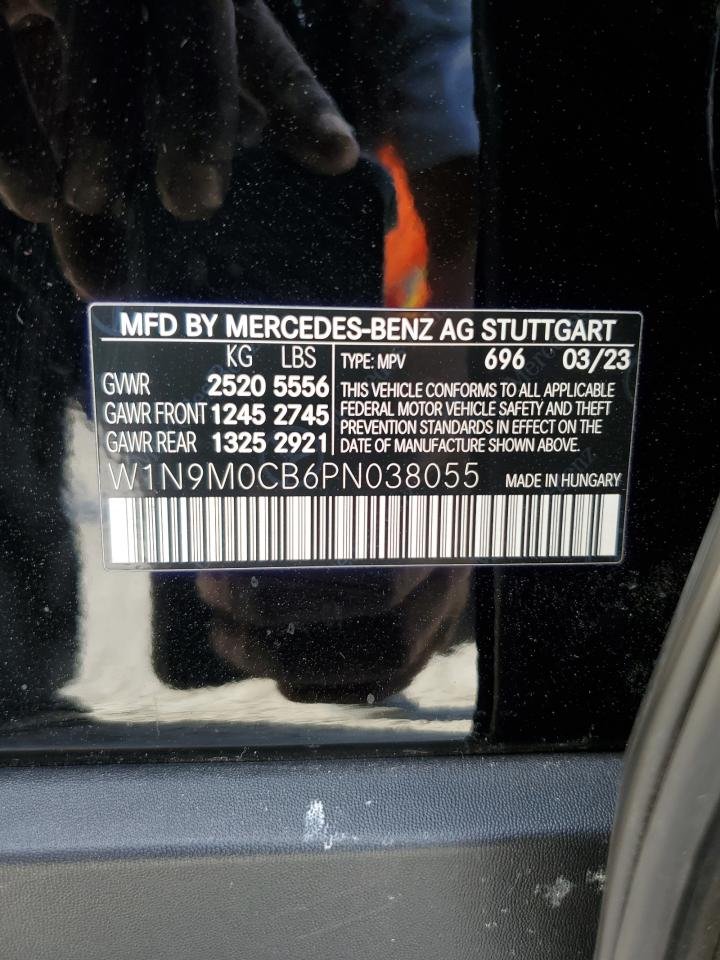 MFD BY MERCEDES-BENZ AG STUTTGART
KG LBS
GVWR 2520 5556
GAWR FRONT 1245 2745
GAWR REAR 1325 2921
TYPE: MPV 696 03/23
THIS VEHICLE CONFORMS TO ALL APPLICABLE
FEDERAL MOTOR VEHICLE SAFETY AND THEFT
PREVENTION STANDARDS IN EFFECT ON THE
DATE OF MANUFACTURE SHOWN ABOVE.
W1N9M0CB6PN038055 MADE IN HUNGARY